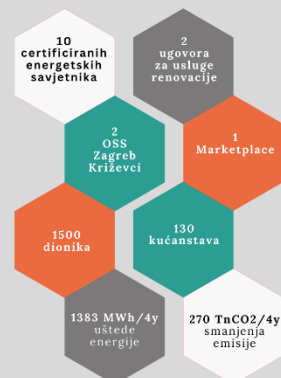 10
certificiranih
energetskih
savjetnika
2
ugovora
za usluge
renovacije
2
OSS
Zagreb
Križevci
1
Marketplace
1500
dionika
130
kućanstava
1383 MWh/4y
uštede
energije
270 TnCO2/4y
smanjenja
emisije